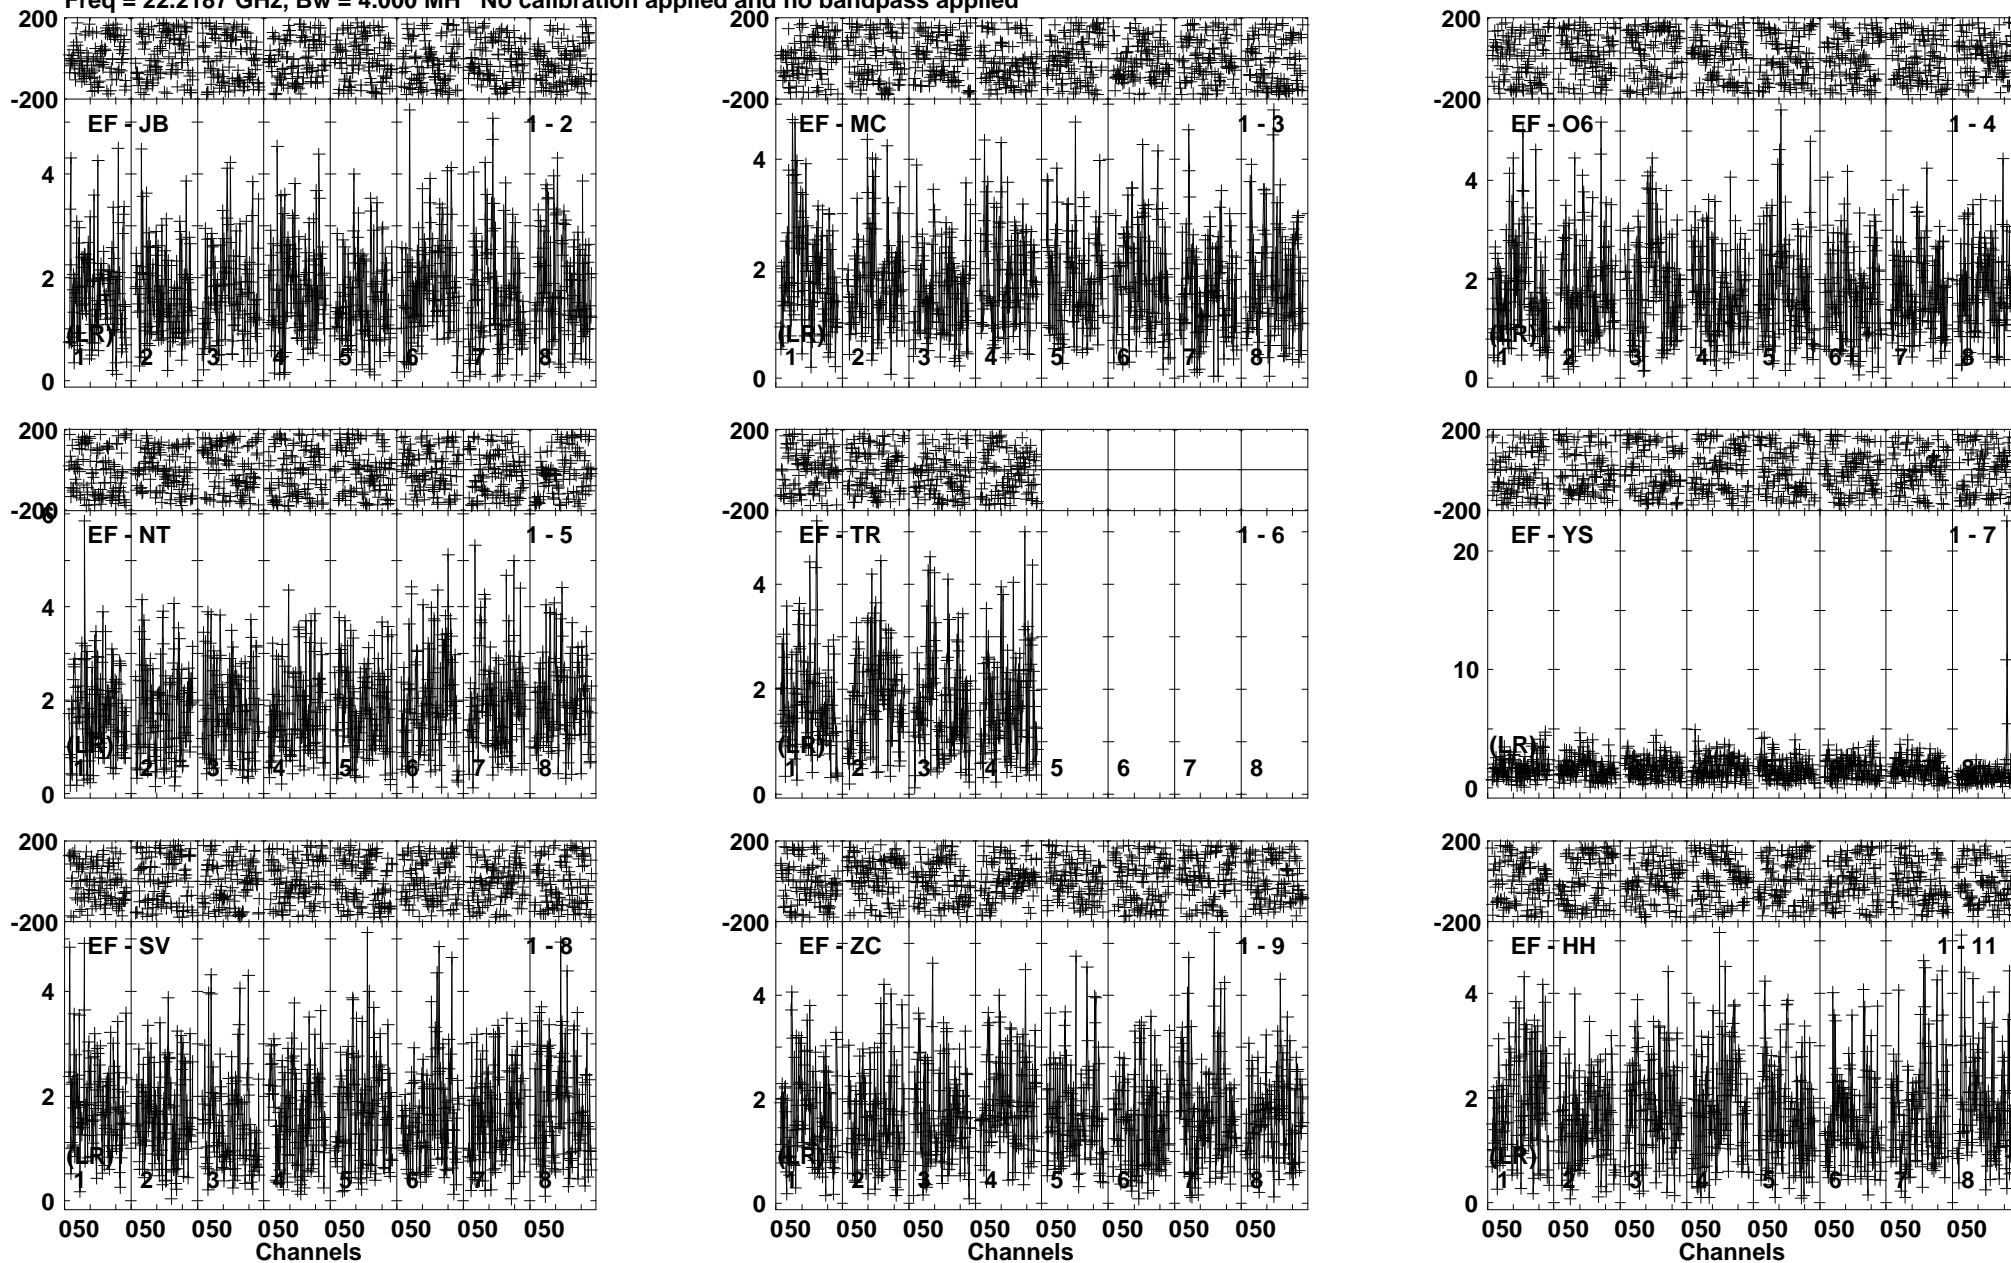 Freq = 22.2187 GHz, Bw = 4.000 MH No calibration applied and no bandpass applied
200 200 200
-200 -200 -200
EF - JB 1 - 2 EF - MC 1 - 3 EF - O6 1 - 4
4 4 4
2 2 2
(LR) (LR) (LR)
1 2 3 4 5 6 7 8 1 2 3 4 5 6 7 8 1 2 3 4 5 6 7 8
0 0 0
200 200 200
-200 -200 -200
6
EF - NT 1 - 5 EF - TR 1 - 6 EF - YS 1 - 7
20
4 4
10
2 2
(LR) (LR) (LR)
1 2 3 4 5 6 7 8 1 2 3 4 5 6 7 8
0 0 0
200 200 200
-200 -200 -200
EF - SV 1 - 8 EF - ZC 1 - 9 EF - HH 1 - 11
4 4 4
2 2 2
(LR) (LR) (LR)
1 2 3 4 5 6 7 8 1 2 3 4 5 6 7 8 1 2 3 4 5 6 7 8
0 0 0
050 050 050 050 050 050 050 050 050 050 050 050 050 050 050 050 050 050 050 050 050 050 050 050
Channels Channels Channels